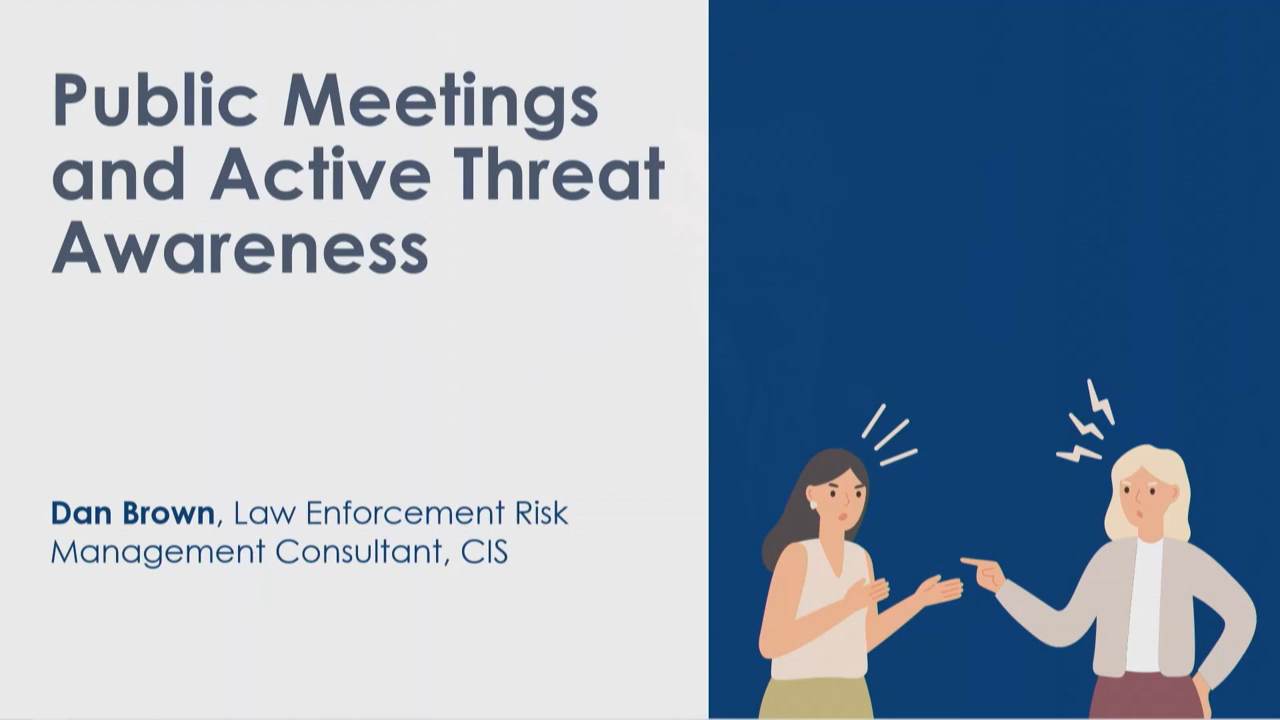 Public Meetings
and Active Threat
Awareness
Dan Brown, Law Enforcement Risk
Management Consultant, CIS